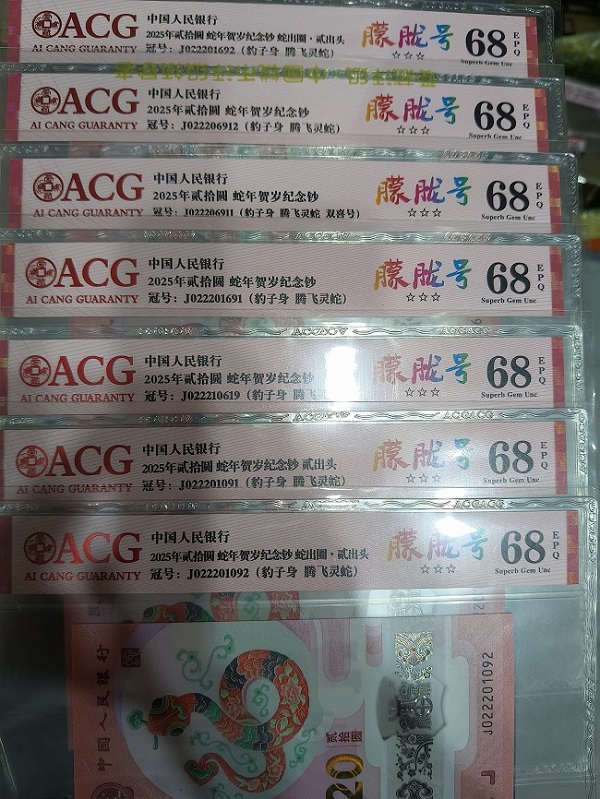 ACG
AI CANG GUARANTY
中国人民银行
2025年贰拾圆 蛇年贺岁纪念钞 蛇出圈·贰出头
冠号：J022201692（豹子身 腾飞灵蛇）
朦胧号
☆☆☆
68
EPQ
Superb Gem Unc
ACG
AI CANG GUARANTY
中国人民银行
2025年贰拾圆 蛇年贺岁纪念钞
冠号：J022206912（豹子身 腾飞灵蛇）
朦胧号
☆☆☆
68
EPQ
Superb Gem Unc
ACG
AI CANG GUARANTY
中国人民银行
2025年贰拾圆 蛇年贺岁纪念钞
冠号：J022206911（豹子身 腾飞灵蛇 双喜号）
朦胧号
☆☆☆
68
EPQ
Superb Gem Unc
ACG
AI CANG GUARANTY
中国人民银行
2025年贰拾圆 蛇年贺岁纪念钞
冠号：J022201691（豹子身 腾飞灵蛇）
朦胧号
☆☆☆
68
EPQ
Superb Gem Unc
ACG
AI CANG GUARANTY
中国人民银行
2025年贰拾圆 蛇年贺岁纪念钞
冠号：J022210619（豹子身 腾飞
朦胧号
☆☆☆
68
EPQ
Superb Gem Unc
ACG
AI CANG GUARANTY
中国人民银行
2025年贰拾圆 蛇年贺岁纪念钞 贰出头
冠号：J022201091（豹子身 腾飞灵蛇）
朦胧号
☆☆☆
68
EPQ
Superb Gem Unc
ACG
AI CANG GUARANTY
中国人民银行
2025年贰拾圆 蛇年贺岁纪念钞 蛇出圈·贰出头
冠号：J022201092（豹子身 腾飞灵蛇）
朦胧号
☆☆☆
68
EPQ
Superb Gem Unc
中国人民银行
贰拾圆
20
J022201092